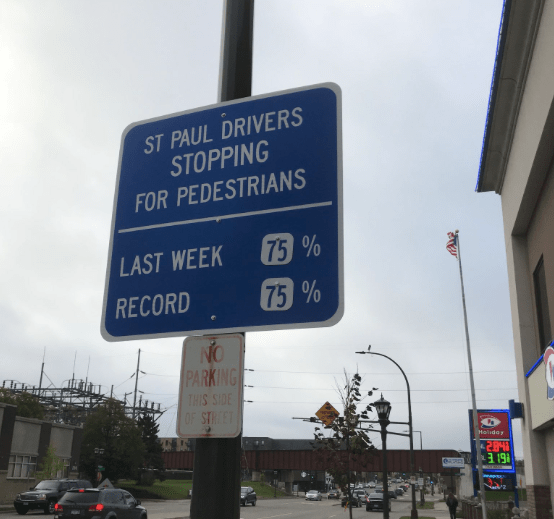 ST PAUL DRIVERS
STOPPING
FOR PEDESTRIANS
LAST WEEK 75 %
RECORD 75 %
NO
PARKING
THIS SIDE
OF STREET
Holiday